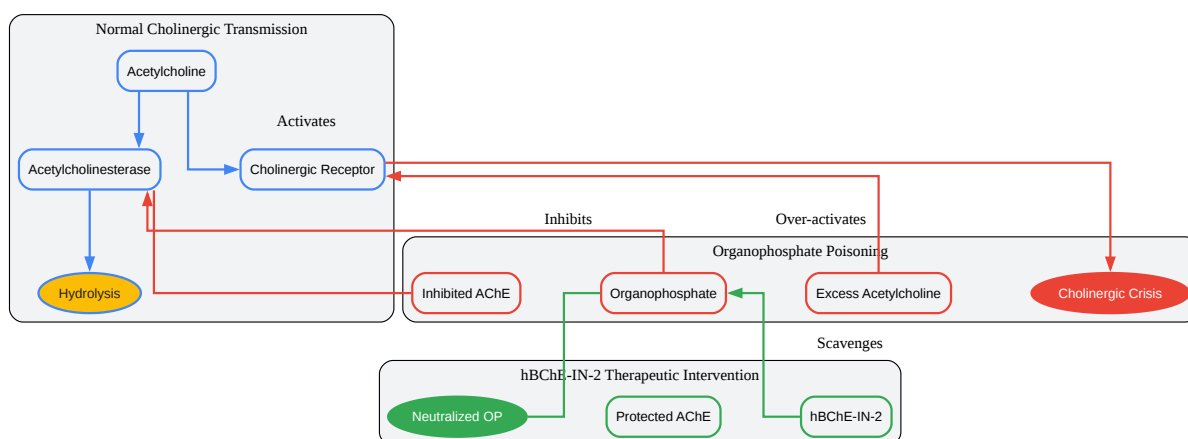 Normal Cholinergic Transmission
Acetylcholine
Activates
Acetylcholinesterase
Cholinergic Receptor
Inhibits
Over-activates
Organophosphate Poisoning
Hydrolysis
Inhibited AChE
Organophosphate
Excess Acetylcholine
Cholinergic Crisis
Scavenges
hBChE-IN-2 Therapeutic Intervention
Neutralized OP
Protected AChE
hBChE-IN-2